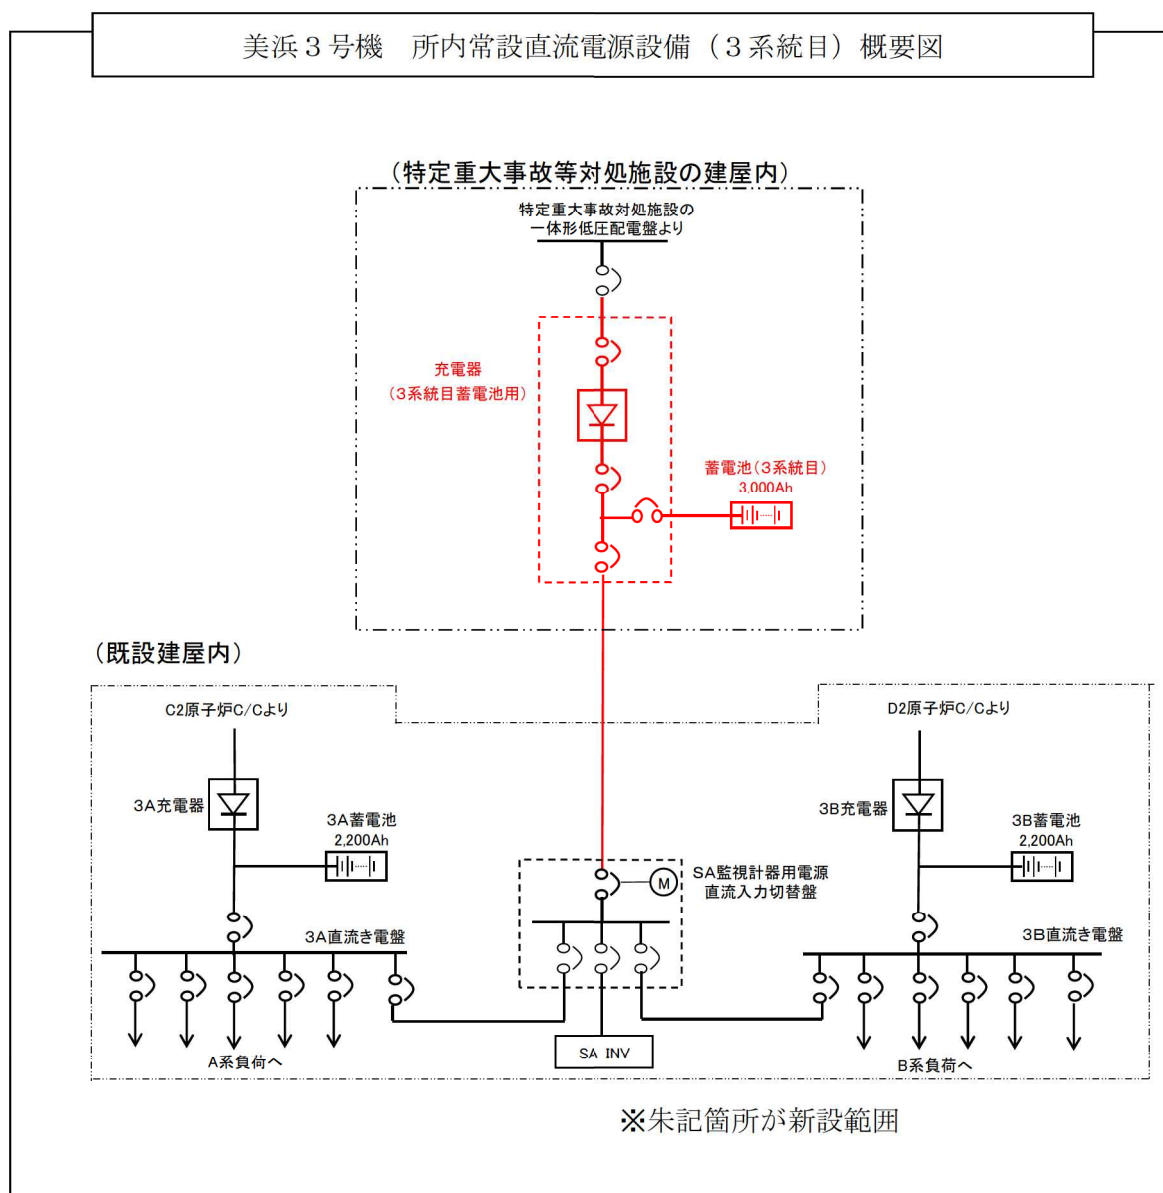 美浜３号機　所内常設直流電源設備（３系統目）概要図
（特定重大事故等対処施設の建屋内）
特定重大事故対処施設の
一体形低圧配電盤より
充電器
（3系統目蓄電池用）
蓄電池（3系統目）
3,000Ah
（既設建屋内）
C2原子炉C/Cより
3A充電器
3A蓄電池
2,200Ah
3A直流き電盤
A系負荷へ
SA監視計器用電源
直流入力切替盤
M
SA INV
D2原子炉C/Cより
3B充電器
3B蓄電池
2,200Ah
3B直流き電盤
B系負荷へ
※朱記箇所が新設範囲